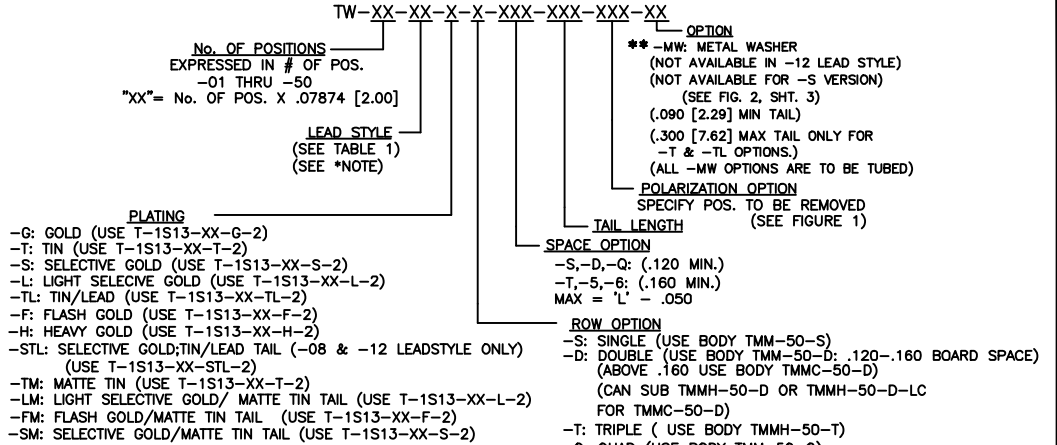 TW-XX-XX-X-X-XXX-XXX-XXX-XX
OPTION
** -MW: METAL WASHER
(NOT AVAILABLE IN -12 LEAD STYLE)
(NOT AVAILABLE FOR -S VERSION)
(SEE FIG. 2, SHT. 3)
(.090 [2.29] MIN TAIL)
(.300 [7.62] MAX TAIL ONLY FOR
-T & -TL OPTIONS.)
(ALL -MW OPTIONS ARE TO BE TUBED)
No. OF POSITIONS
EXPRESSED IN # OF POS.
-01 THRU -50
"XX"= No. OF POS. X .07874 [2.00]
LEAD STYLE
(SEE TABLE 1)
(SEE *NOTE)
POLARIZATION OPTION
SPECIFY POS. TO BE REMOVED
(SEE FIGURE 1)
TAIL LENGTH
SPACE OPTION
-S,-D,-Q: (.120 MIN.)
-T,-5,-6: (.160 MIN.)
MAX = 'L' - .050
PLATING
-G: GOLD (USE T-1S13-XX-G-2)
-T: TIN (USE T-1S13-XX-T-2)
-S: SELECTIVE GOLD (USE T-1S13-XX-S-2)
-L: LIGHT SELECIVE GOLD (USE T-1S13-XX-L-2)
-TL: TIN/LEAD (USE T-1S13-XX-TL-2)
-F: FLASH GOLD (USE T-1S13-XX-F-2)
-H: HEAVY GOLD (USE T-1S13-XX-H-2)
-STL: SELECTIVE GOLD;TIN/LEAD TAIL (-08 & -12 LEADSTYLE ONLY)
(USE T-1S13-XX-STL-2)
-TM: MATTE TIN (USE T-1S13-XX-T-2)
-LM: LIGHT SELECTIVE GOLD/ MATTE TIN TAIL (USE T-1S13-XX-L-2)
-FM: FLASH GOLD/MATTE TIN TAIL (USE T-1S13-XX-F-2)
-SM: SELECTIVE GOLD/MATTE TIN TAIL (USE T-1S13-XX-S-2)
ROW OPTION
-S: SINGLE (USE BODY TMM-50-S)
-D: DOUBLE (USE BODY TMM-50-D: .120-.160 BOARD SPACE)
(ABOVE .160 USE BODY TMMC-50-D)
(CAN SUB TMMH-50-D OR TMMH-50-D-LC
FOR TMMC-50-D)
-T: TRIPLE ( USE BODY TMMH-50-T)